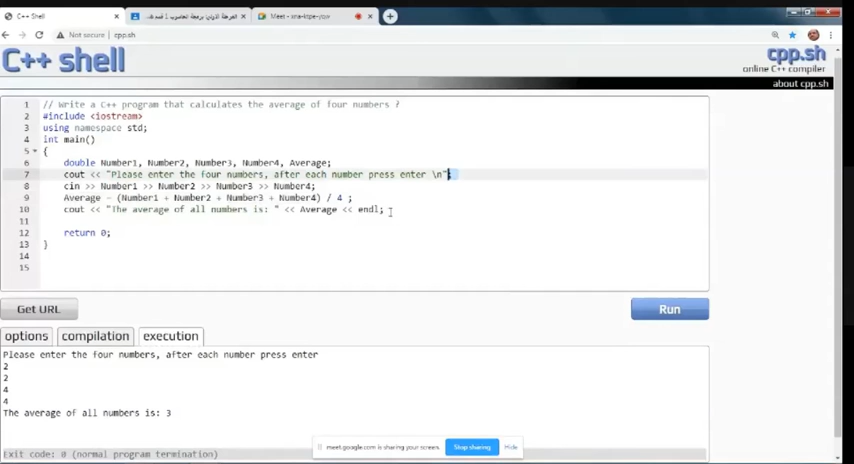 C++ Shell
المرحلة الاولى/ برمجة الحاسوب 1 قسم
Meet -
Not secure | cpp.sh
C++ shell
cpp.sh
online C++ compiler
about cpp.sh
1 // Write a C++ program that calculates the average of four numbers ?
2 #include <iostream>
3 using namespace std;
4 int main()
5 {
6 double Number1, Number2, Number3, Number4, Average;
7 cout << "Please enter the four numbers, after each number press enter \n";
8 cin >> Number1 >> Number2 >> Number3 >> Number4;
9 Average = (Number1 + Number2 + Number3 + Number4) / 4 ;
10 cout << "The average of all numbers is: " << Average << endl;
11
12 return 0;
13 }
14
15
Get URL
Run
options compilation execution
Please enter the four numbers, after each number press enter
2
2
4
4
The average of all numbers is: 3
Exit code: 0 (normal program termination)
meet.google.com is sharing your screen. Stop sharing Hide